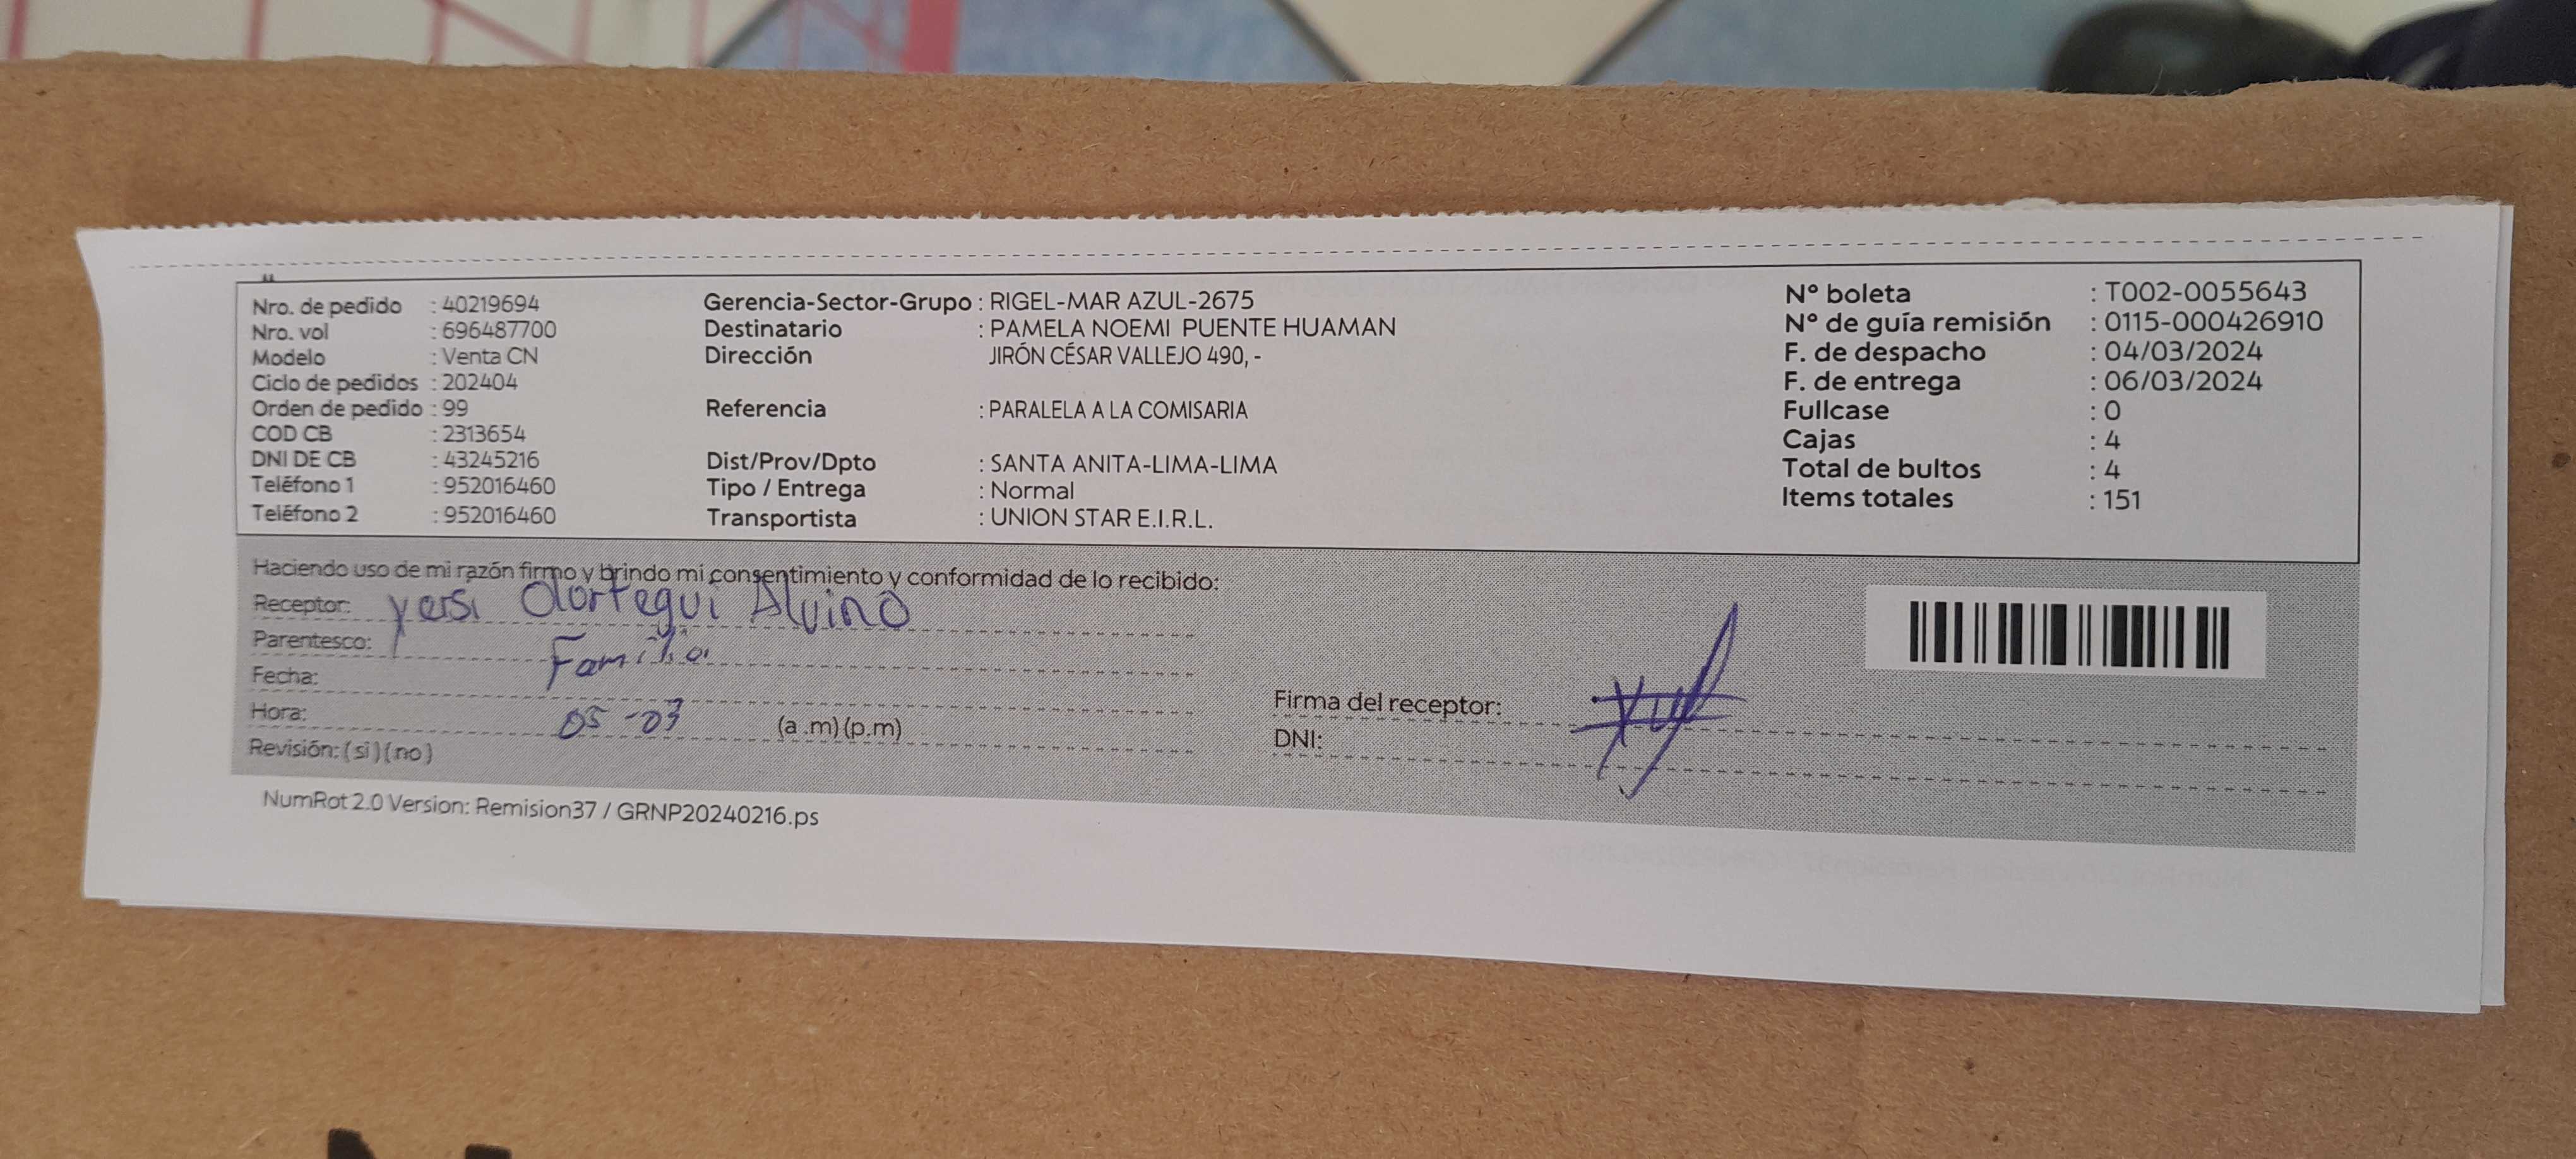 Nro. de pedido : 40219694
Nro. vol : 696487700
Modelo : Venta CN
Ciclo de pedidos : 202404
Orden de pedido : 99
COD CB : 2313654
DNI DE CB : 43245216
Teléfono 1 : 952016460
Teléfono 2 : 952016460
Gerencia-Sector-Grupo : RIGEL-MAR AZUL-2675
Destinatario : PAMELA NOEMI PUENTE HUAMAN
Dirección JIRÓN CÉSAR VALLEJO 490, -
Referencia : PARALELA A LA COMISARIA
Dist/Prov/Dpto : SANTA ANITA-LIMA-LIMA
Tipo / Entrega : Normal
Transportista : UNION STAR E.I.R.L.
N° boleta : T002-0055643
N° de guía remisión : 0115-000426910
F. de despacho : 04/03/2024
F. de entrega : 06/03/2024
Fullcase : 0
Cajas : 4
Total de bultos : 4
Items totales : 151
Haciendo uso de mi razón firmo y brindo mi consentimiento y conformidad de lo recibido:
Receptor: Yersi Olortegui Alvino
Parentesco: Familia
Fecha:
Hora: 05-03 (a .m) (p.m)
Revisión: (si) (no)
Firma del receptor:
DNI:
NumRot 2.0 Version: Remision37 / GRNP20240216.ps